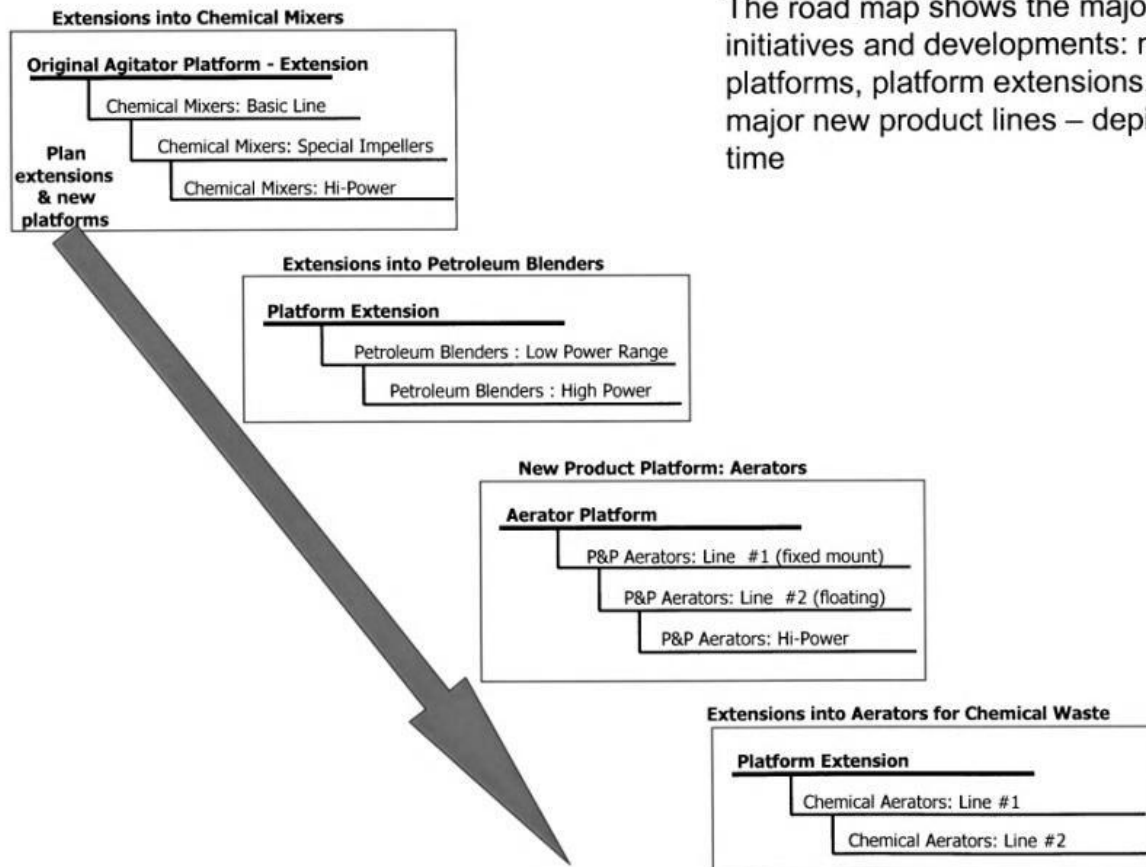 Extensions into Chemical Mixers
Original Agitator Platform - Extension
Chemical Mixers: Basic Line
Chemical Mixers: Special Impellers
Chemical Mixers: Hi-Power
Plan
extensions
& new
platforms
The road map shows the majo
initiatives and developments:
platforms, platform extensions
major new product lines – depi
time
Extensions into Petroleum Blenders
Platform Extension
Petroleum Blenders : Low Power Range
Petroleum Blenders : High Power
New Product Platform: Aerators
Aerator Platform
P&P Aerators: Line #1 (fixed mount)
P&P Aerators: Line #2 (floating)
P&P Aerators: Hi-Power
Extensions into Aerators for Chemical Waste
Platform Extension
Chemical Aerators: Line #1
Chemical Aerators: Line #2